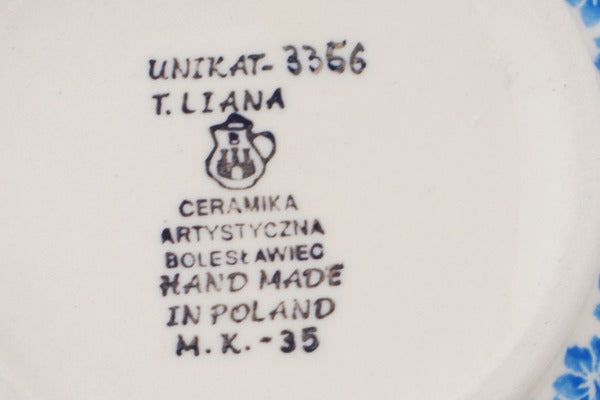 UNIKAT-3356
T. LIANA
B
CERAMIKA
ARTYSTYCZNA
BOLESŁAWIEC
HAND MADE
IN POLAND
M.K.-35